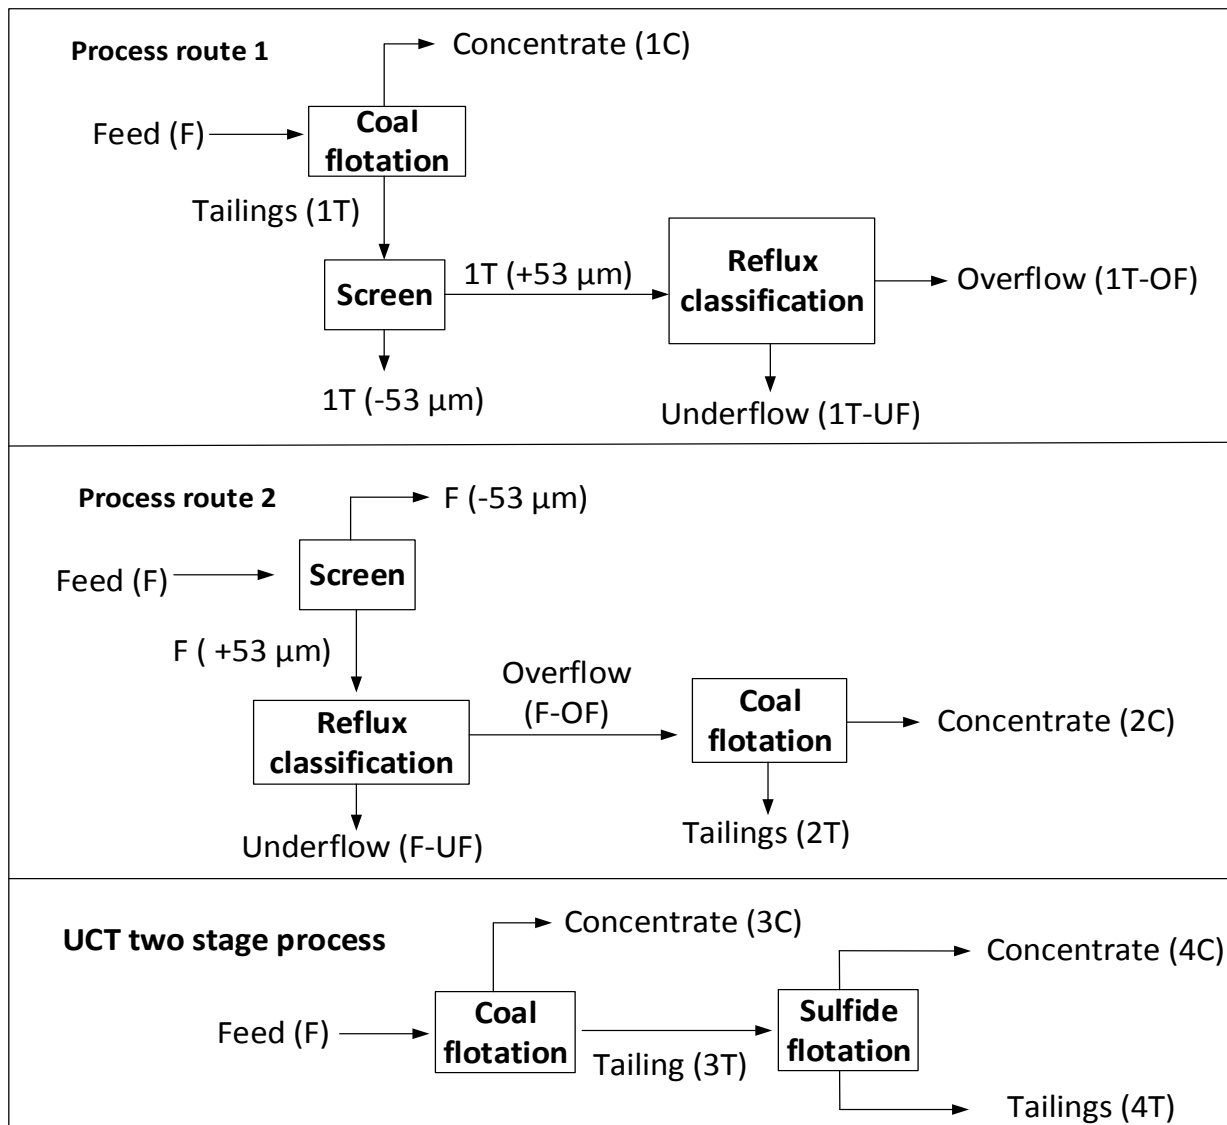 Process route 1
Concentrate (1C)
Feed (F)
Coal
flotation
Tailings (1T)
Screen
1T (+53 µm)
Reflux
classification
Overflow (1T-OF)
1T (-53 µm)
Underflow (1T-UF)
Process route 2
F (-53 µm)
Feed (F)
Screen
F ( +53 µm)
Overflow
(F-OF)
Reflux
classification
Coal
flotation
Concentrate (2C)
Underflow (F-UF)
Tailings (2T)
UCT two stage process
Concentrate (3C)
Concentrate (4C)
Feed (F)
Coal
flotation
Tailing (3T)
Sulfide
flotation
Tailings (4T)